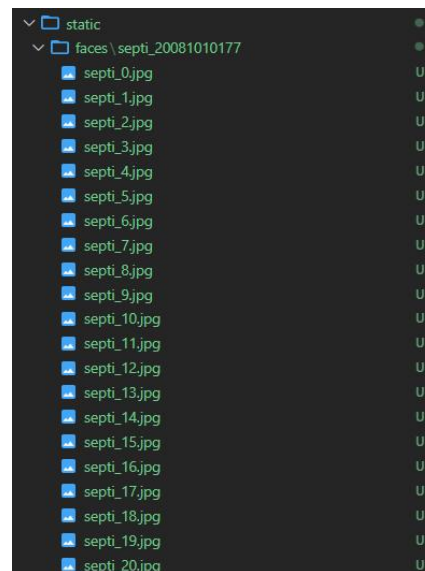 static
faces\septi_20081010177
septi_0.jpg U
septi_1.jpg U
septi_2.jpg U
septi_3.jpg U
septi_4.jpg U
septi_5.jpg U
septi_6.jpg U
septi_7.jpg U
septi_8.jpg U
septi_9.jpg U
septi_10.jpg U
septi_11.jpg U
septi_12.jpg U
septi_13.jpg U
septi_14.jpg U
septi_15.jpg U
septi_16.jpg U
septi_17.jpg U
septi_18.jpg U
septi_19.jpg U
septi_20.jpg U